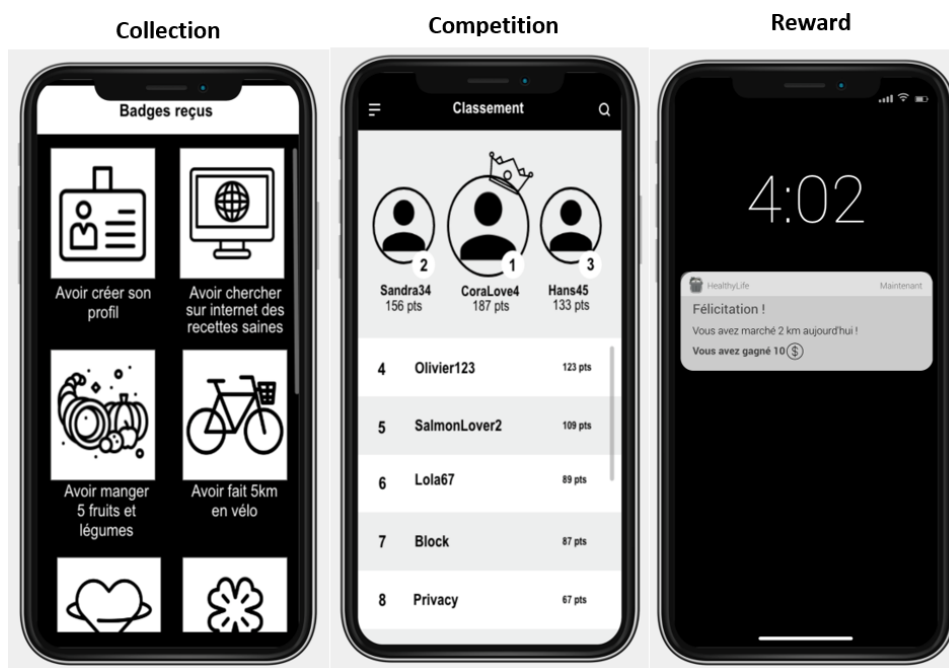 Collection
Badges reçus
Avoir créer son
profil
Avoir chercher
sur internet des
recettes saines
Avoir manger
5 fruits et
légumes
Avoir fait 5km
en vélo
Competition
Classement
2
1
3
Sandra34
156 pts
CoraLove4
187 pts
Hans45
133 pts
4 Olivier123 123 pts
5 SalmonLover2 109 pts
6 Lola67 89 pts
7 Block 87 pts
8 Privacy 67 pts
Reward
4:02
HealthyLife Maintenant
Félicitation !
Vous avez marché 2 km aujourd'hui !
Vous avez gagné 10 $